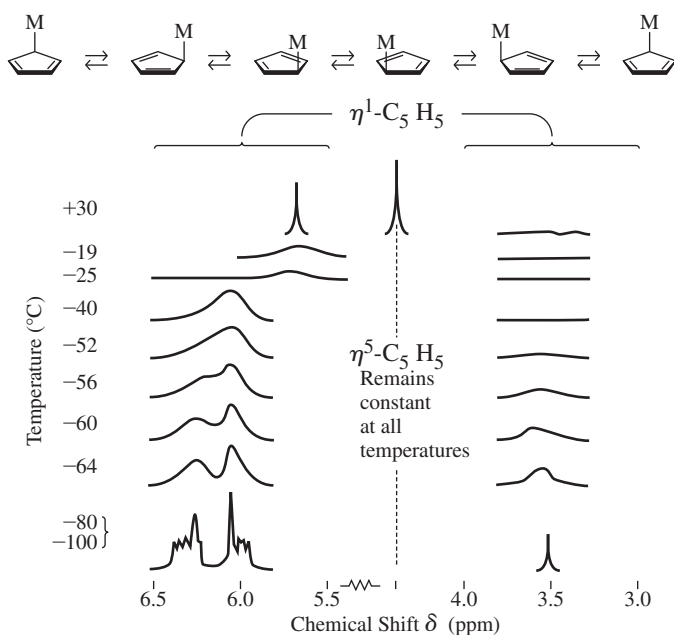 M M M M M M
η¹-C₅ H₅
+30
−19
−25
−40
−52
−56
−60
−64
−80
−100
Temperature (°C)
η⁵-C₅ H₅
Remains
constant
at all
temperatures
6.5 6.0 5.5 4.0 3.5 3.0
Chemical Shift δ (ppm)